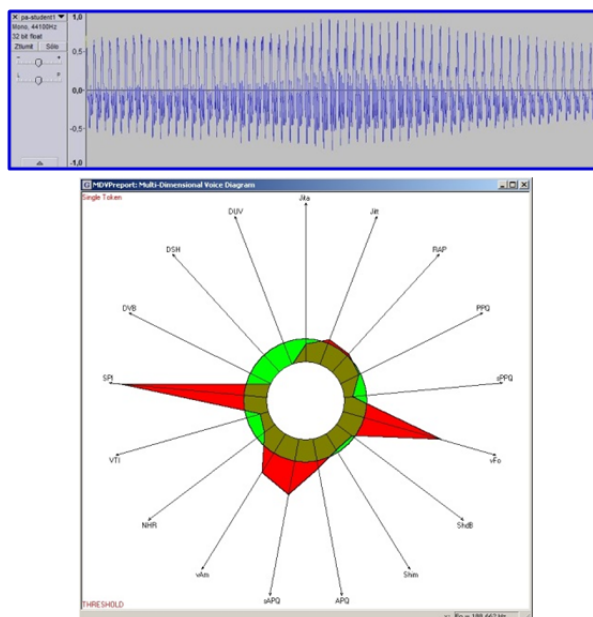 × pa-student1 ▼
Mono, 44100Hz
32 bit float
Ztlumit Sólo
- +
L P
1,0
0,5
0,0
-0,5
-1,0
MDVPreport: Multi-Dimensional Voice Diagram
Single Token
Jita
DUV
Jitt
DSH
RAP
DVB
PPQ
SPI
sPPQ
VTI
vFo
NHR
ShdB
vAm
Shim
sAPQ
APQ
THRESHOLD